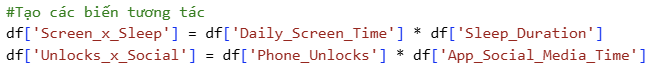 #Tạo các biến tương tác
df['Screen_x_Sleep'] = df['Daily_Screen_Time'] * df['Sleep_Duration']
df['Unlocks_x_Social'] = df['Phone_Unlocks'] * df['App_Social_Media_Time']